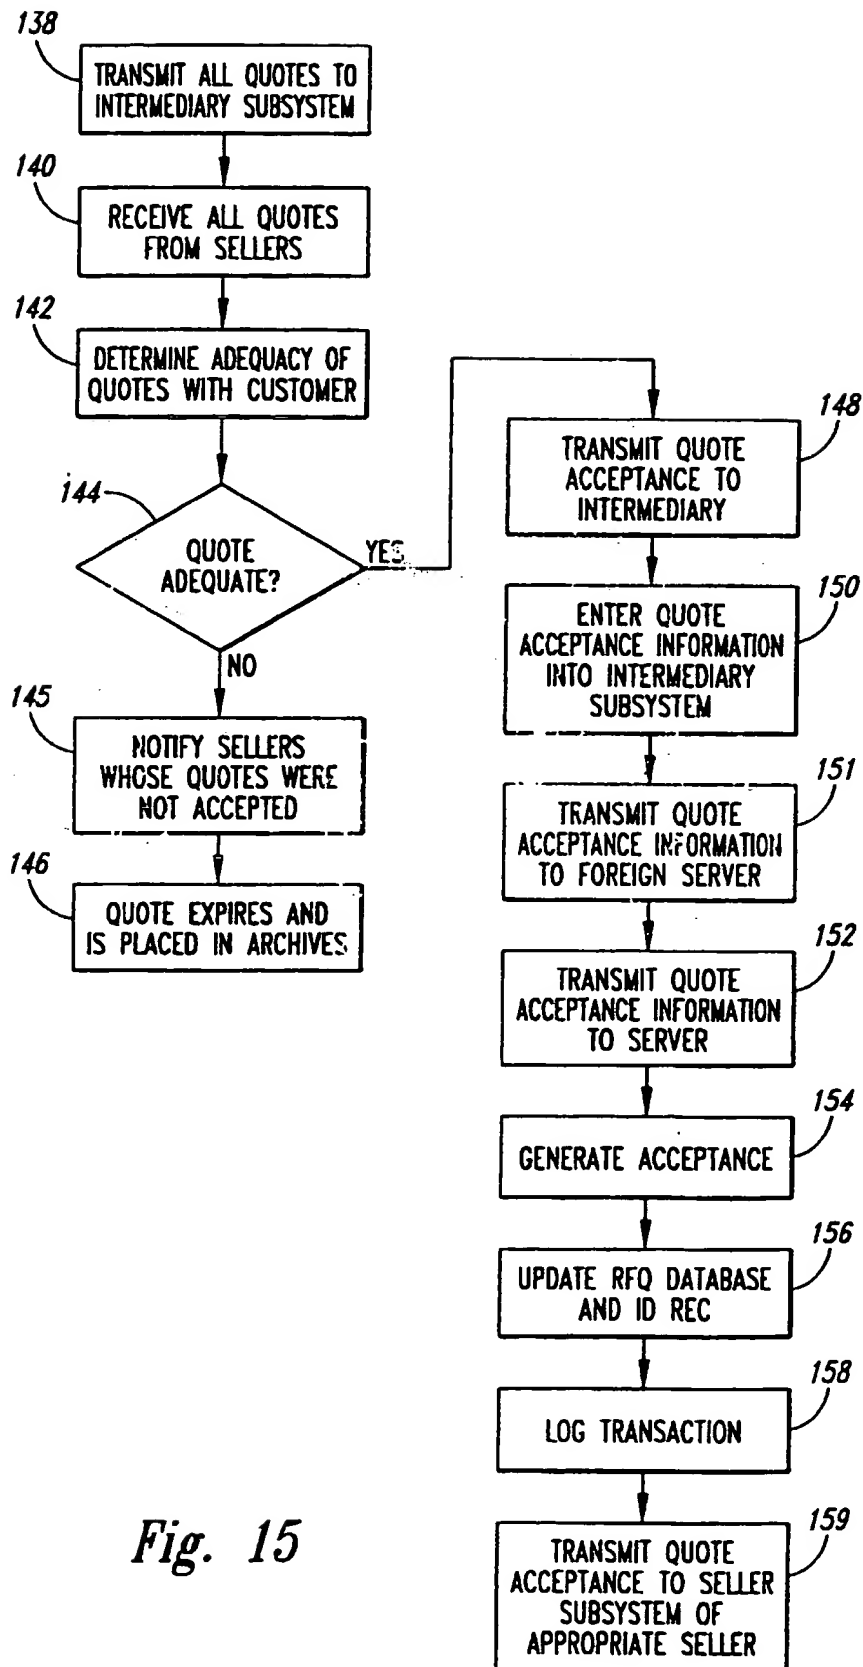 138
TRANSMIT ALL QUOTES TO
INTERMEDIARY SUBSYSTEM
140
RECEIVE ALL QUOTES
FROM SELLERS
142
DETERMINE ADEQUACY OF
QUOTES WITH CUSTOMER
144
QUOTE
ADEQUATE?
YES
NO
145
NOTIFY SELLERS
WHOSE QUOTES WERE
NOT ACCEPTED
146
QUOTE EXPIRES AND
IS PLACED IN ARCHIVES
148
TRANSMIT QUOTE
ACCEPTANCE TO
INTERMEDIARY
150
ENTER QUOTE
ACCEPTANCE INFORMATION
INTO INTERMEDIARY
SUBSYSTEM
151
TRANSMIT QUOTE
ACCEPTANCE INFORMATION
TO FOREIGN SERVER
152
TRANSMIT QUOTE
ACCEPTANCE INFORMATION
TO SERVER
154
GENERATE ACCEPTANCE
156
UPDATE RFQ DATABASE
AND ID REC
158
LOG TRANSACTION
159
TRANSMIT QUOTE
ACCEPTANCE TO SELLER
SUBSYSTEM OF
APPROPRIATE SELLER
Fig. 15